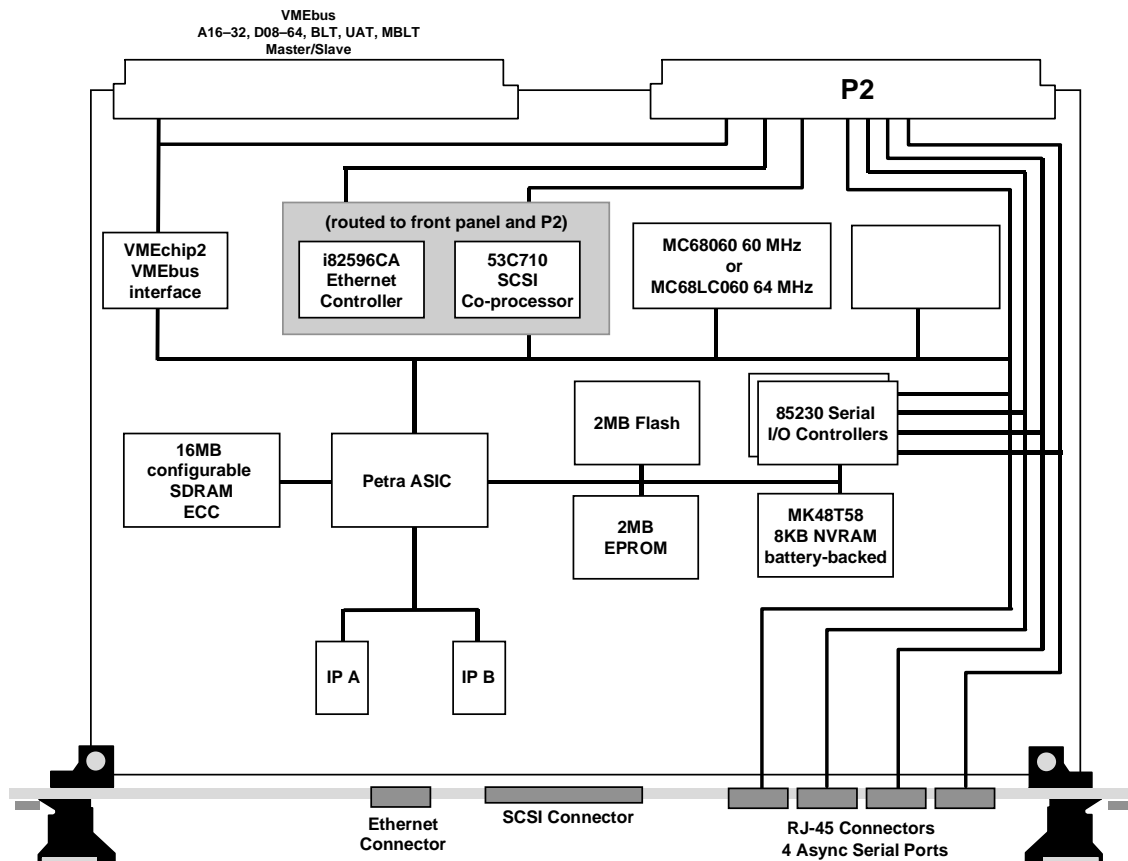 VMEbus
A16–32, D08–64, BLT, UAT, MBLT
Master/Slave
P2
(routed to front panel and P2)
VMEchip2
VMEbus
interface
i82596CA
Ethernet
Controller
53C710
SCSI
Co-processor
MC68060 60 MHz
or
MC68LC060 64 MHz
16MB
configurable
SDRAM
ECC
Petra ASIC
2MB Flash
85230 Serial
I/O Controllers
2MB
EPROM
MK48T58
8KB NVRAM
battery-backed
IP A
IP B
Ethernet
Connector
SCSI Connector
RJ-45 Connectors
4 Async Serial Ports